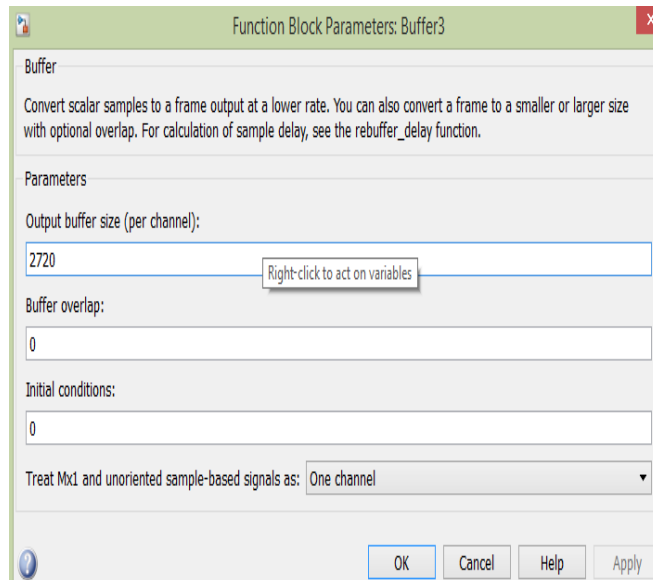 Function Block Parameters: Buffer3
x
Buffer
Convert scalar samples to a frame output at a lower rate. You can also convert a frame to a smaller or larger size
with optional overlap. For calculation of sample delay, see the rebuffer_delay function.
Parameters
Output buffer size (per channel):
2720
Right-click to act on variables
Buffer overlap:
0
Initial conditions:
0
Treat Mx1 and unoriented sample-based signals as: One channel
? OK Cancel Help Apply